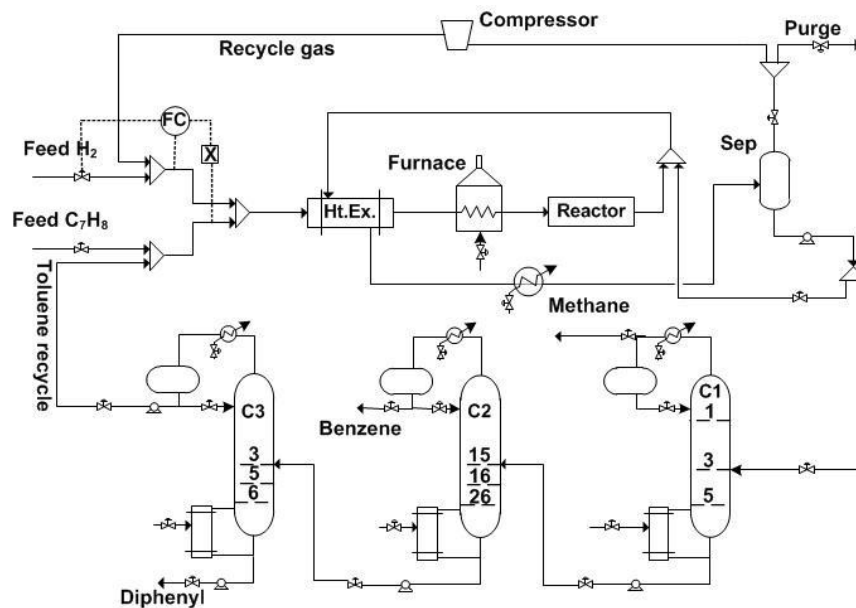 Compressor
Purge
Recycle gas
FC
Feed H₂
X
Sep
Furnace
Feed C₇H₈
Ht.Ex.
Reactor
Toluene recycle
Methane
C3
C2
C1
1
Benzene
3
15
3
5
16
6
26
5
Diphenyl